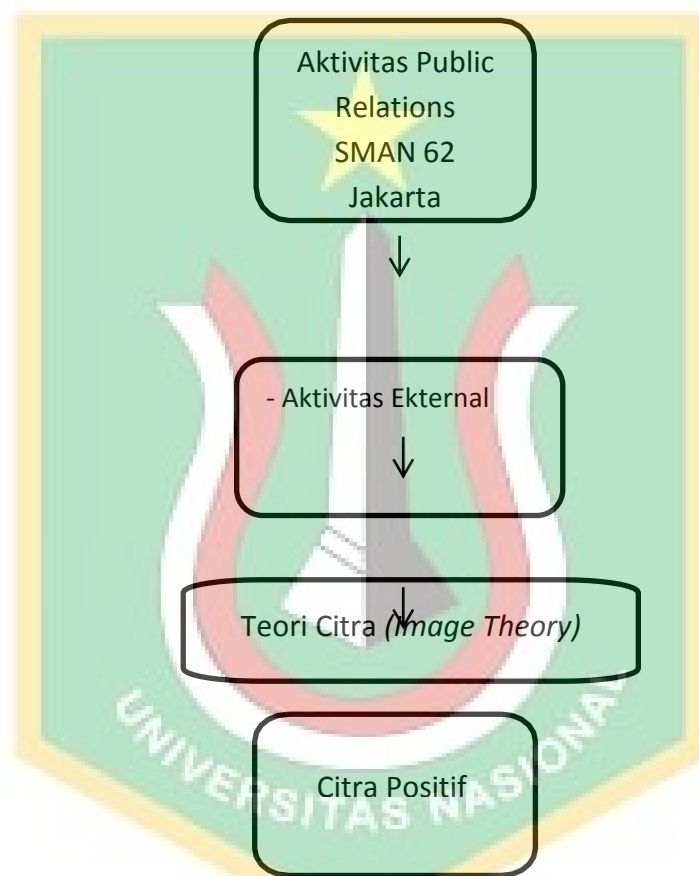 Aktivitas Public
Relations
SMAN 62
Jakarta
- Aktivitas Ekternal
Teori Citra (Image Theory)
Citra Positif
UNIVERSITAS NASIONAL